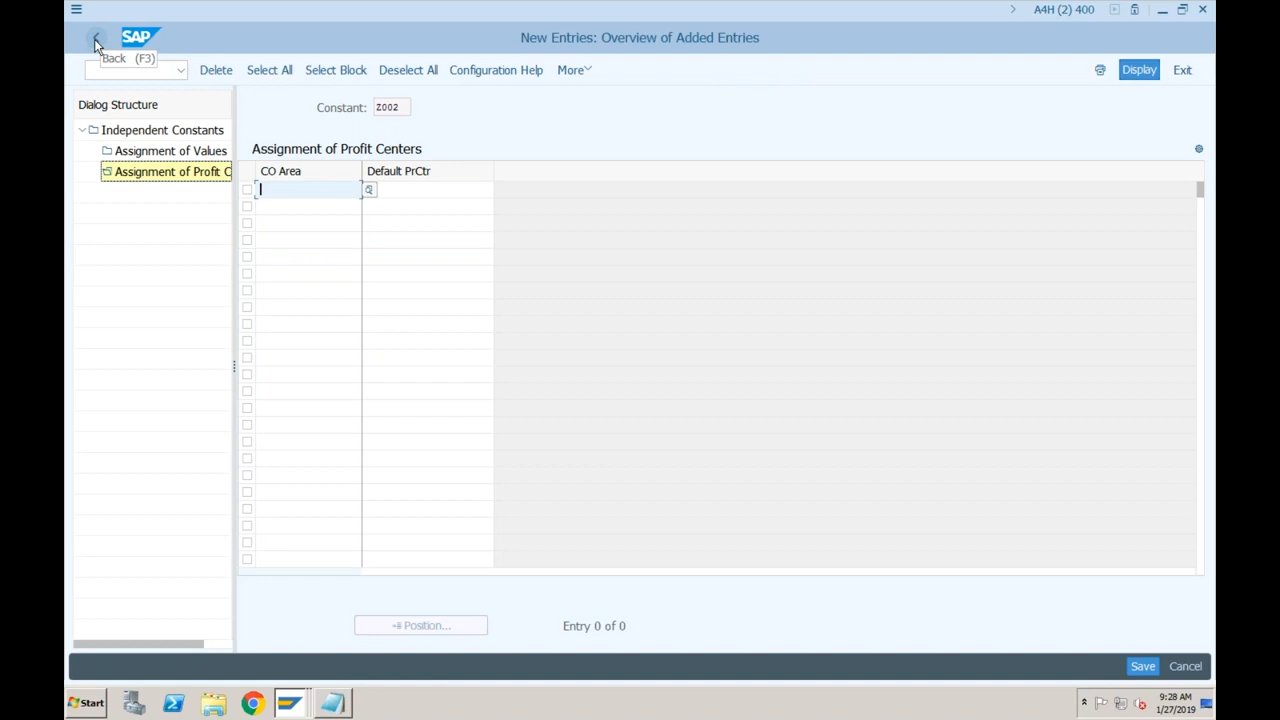 A4H (2) 400
SAP
New Entries: Overview of Added Entries
Back (F3)
Delete
Select All
Select Block
Deselect All
Configuration Help
More
Display
Exit
Dialog Structure
Constant: Z002
Independent Constants
Assignment of Values
Assignment of Profit C
Assignment of Profit Centers
CO Area
Default PrCtr
Position...
Entry 0 of 0
Save
Cancel
Start
9:28 AM
1/27/2019